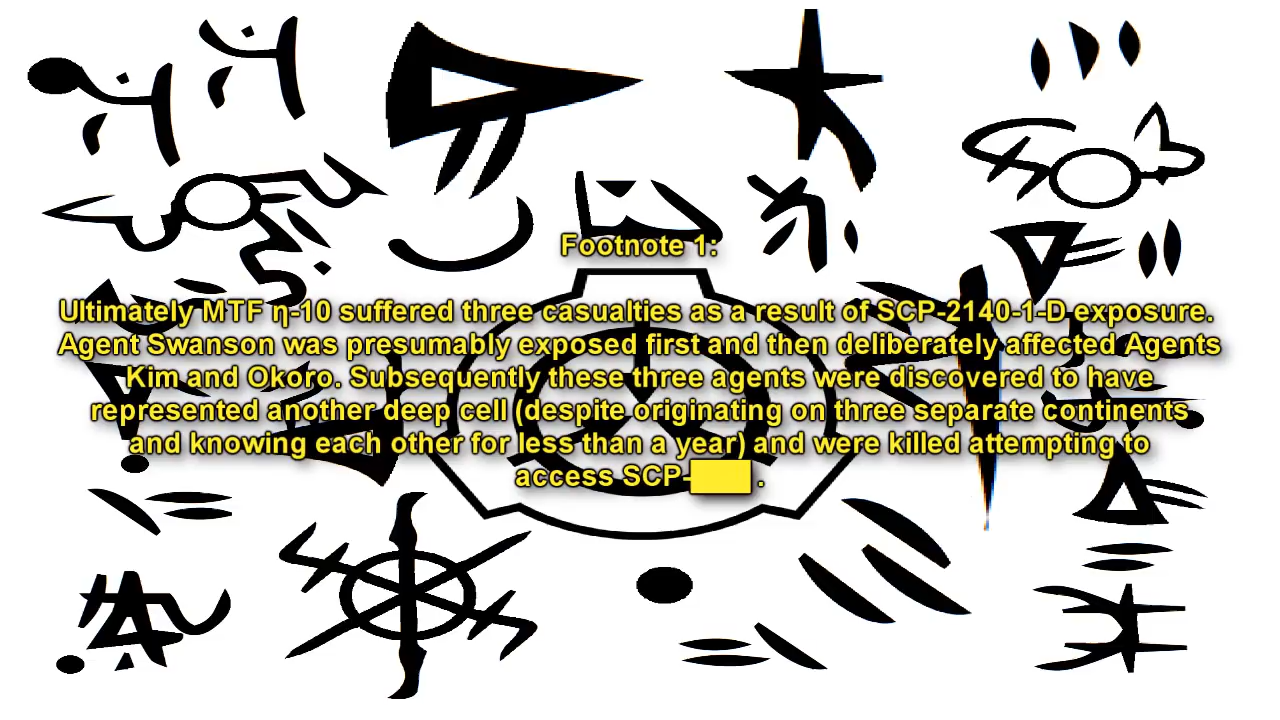 Footnote 1:
Ultimately MTF η-10 suffered three casualties as a result of SCP-2140-1-D exposure.
Agent Swanson was presumably exposed first and then deliberately affected Agents
Kim and Okoro. Subsequently these three agents were discovered to have
represented another deep cell (despite originating on three separate continents
and knowing each other for less than a year) and were killed attempting to
access SCP-███ .